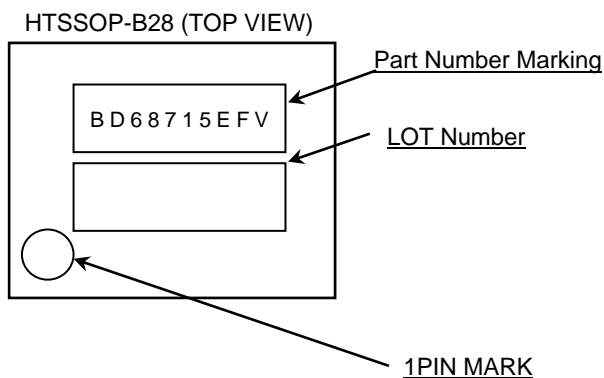 HTSSOP-B28 (TOP VIEW)
Part Number Marking
BD68715EFV
LOT Number
1PIN MARK